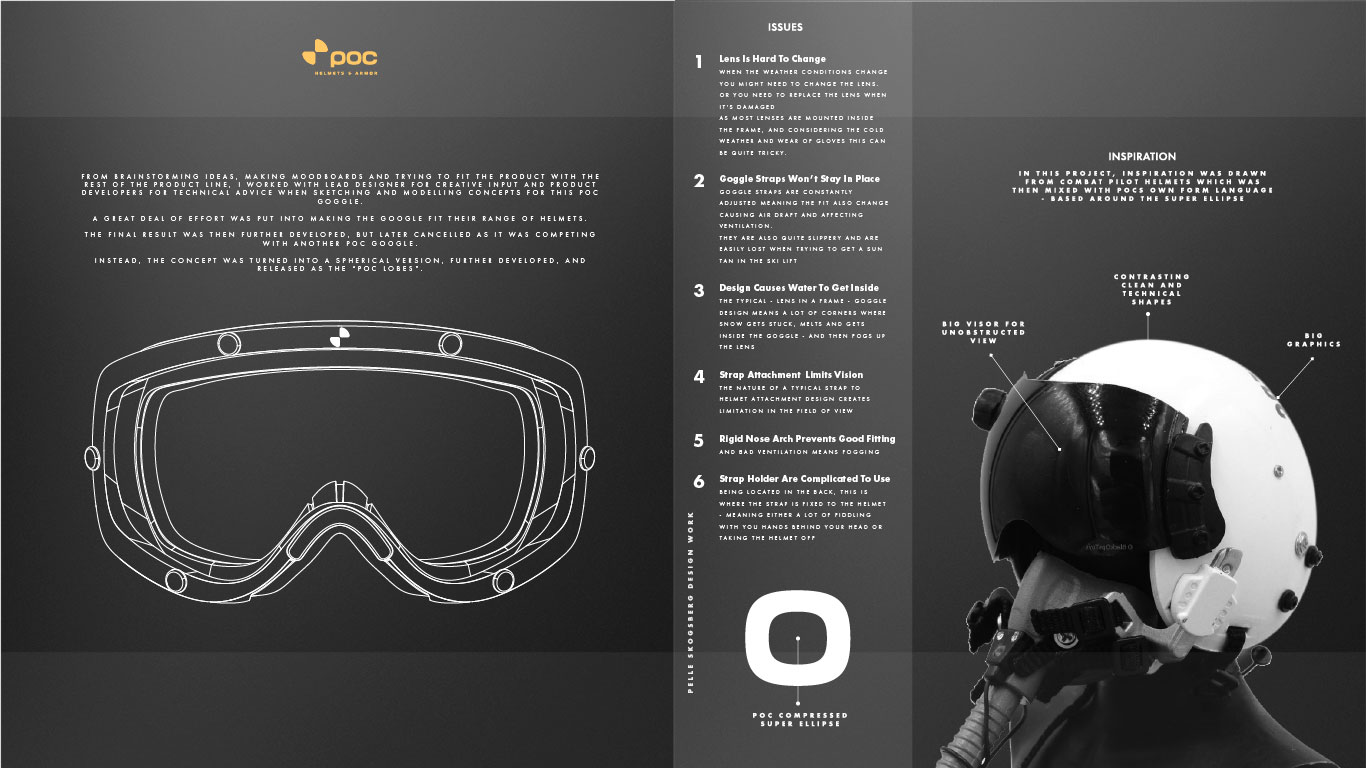 poc
HELMETS & ARMOR
FROM BRAINSTORMING IDEAS, MAKING MOODBOARDS AND TRYING TO FIT THE PRODUCT WITH THE
REST OF THE PRODUCT LINE, I WORKED WITH LEAD DESIGNER FOR CREATIVE INPUT AND PRODUCT
DEVELOPERS FOR TECHNICAL ADVICE WHEN SKETCHING AND MODELLING CONCEPTS FOR THIS POC
GOGGLE.
A GREAT DEAL OF EFFORT WAS PUT INTO MAKING THE GOOGLE FIT THEIR RANGE OF HELMETS.
THE FINAL RESULT WAS THEN FURTHER DEVELOPED, BUT LATER CANCELLED AS IT WAS COMPETING
WITH ANOTHER POC GOOGLE.
INSTEAD, THE CONCEPT WAS TURNED INTO A SPHERICAL VERSION, FURTHER DEVELOPED, AND
RELEASED AS THE "POC LOBES".
ISSUES
1 Lens Is Hard To Change
WHEN THE WEATHER CONDITIONS CHANGE
YOU MIGHT NEED TO CHANGE THE LENS.
OR YOU NEED TO REPLACE THE LENS WHEN
IT'S DAMAGED
AS MOST LENSES ARE MOUNTED INSIDE
THE FRAME, AND CONSIDERING THE COLD
WEATHER AND WEAR OF GLOVES THIS CAN
BE QUITE TRICKY.
2 Goggle Straps Won't Stay In Place
GOGGLE STRAPS ARE CONSTANTLY
ADJUSTED MEANING THE FIT ALSO CHANGE
CAUSING AIR DRAFT AND AFFECTING
VENTILATION.
THEY ARE ALSO QUITE SLIPPERY AND ARE
EASILY LOST WHEN TRYING TO GET A SUN
TAN IN THE SKI LIFT
3 Design Causes Water To Get Inside
THE TYPICAL - LENS IN A FRAME - GOGGLE
DESIGN MEANS A LOT OF CORNERS WHERE
SNOW GETS STUCK, MELTS AND GETS
INSIDE THE GOGGLE - AND THEN FOGS UP
THE LENS
4 Strap Attachment Limits Vision
THE NATURE OF A TYPICAL STRAP TO
HELMET ATTACHMENT DESIGN CREATES
LIMITATION IN THE FIELD OF VIEW
5 Rigid Nose Arch Prevents Good Fitting
AND BAD VENTILATION MEANS FOGGING
6 Strap Holder Are Complicated To Use
BEING LOCATED IN THE BACK, THIS IS
WHERE THE STRAP IS FIXED TO THE HELMET
- MEANING EITHER A LOT OF FIDDLING
WITH YOU HANDS BEHIND YOUR HEAD OR
TAKING THE HELMET OFF
PELLE SKOGSBERG DESIGN WORK
POC COMPRESSED
SUPER ELLIPSE
INSPIRATION
IN THIS PROJECT, INSPIRATION WAS DRAWN
FROM COMBAT PILOT HELMETS WHICH WAS
THEN MIXED WITH POCS OWN FORM LANGUAGE
- BASED AROUND THE SUPER ELLIPSE
CONTRASTING
CLEAN AND
TECHNICAL
SHAPES
BIG VISOR FOR
UNOBSTRUCTED
VIEW
BIG
GRAPHICS